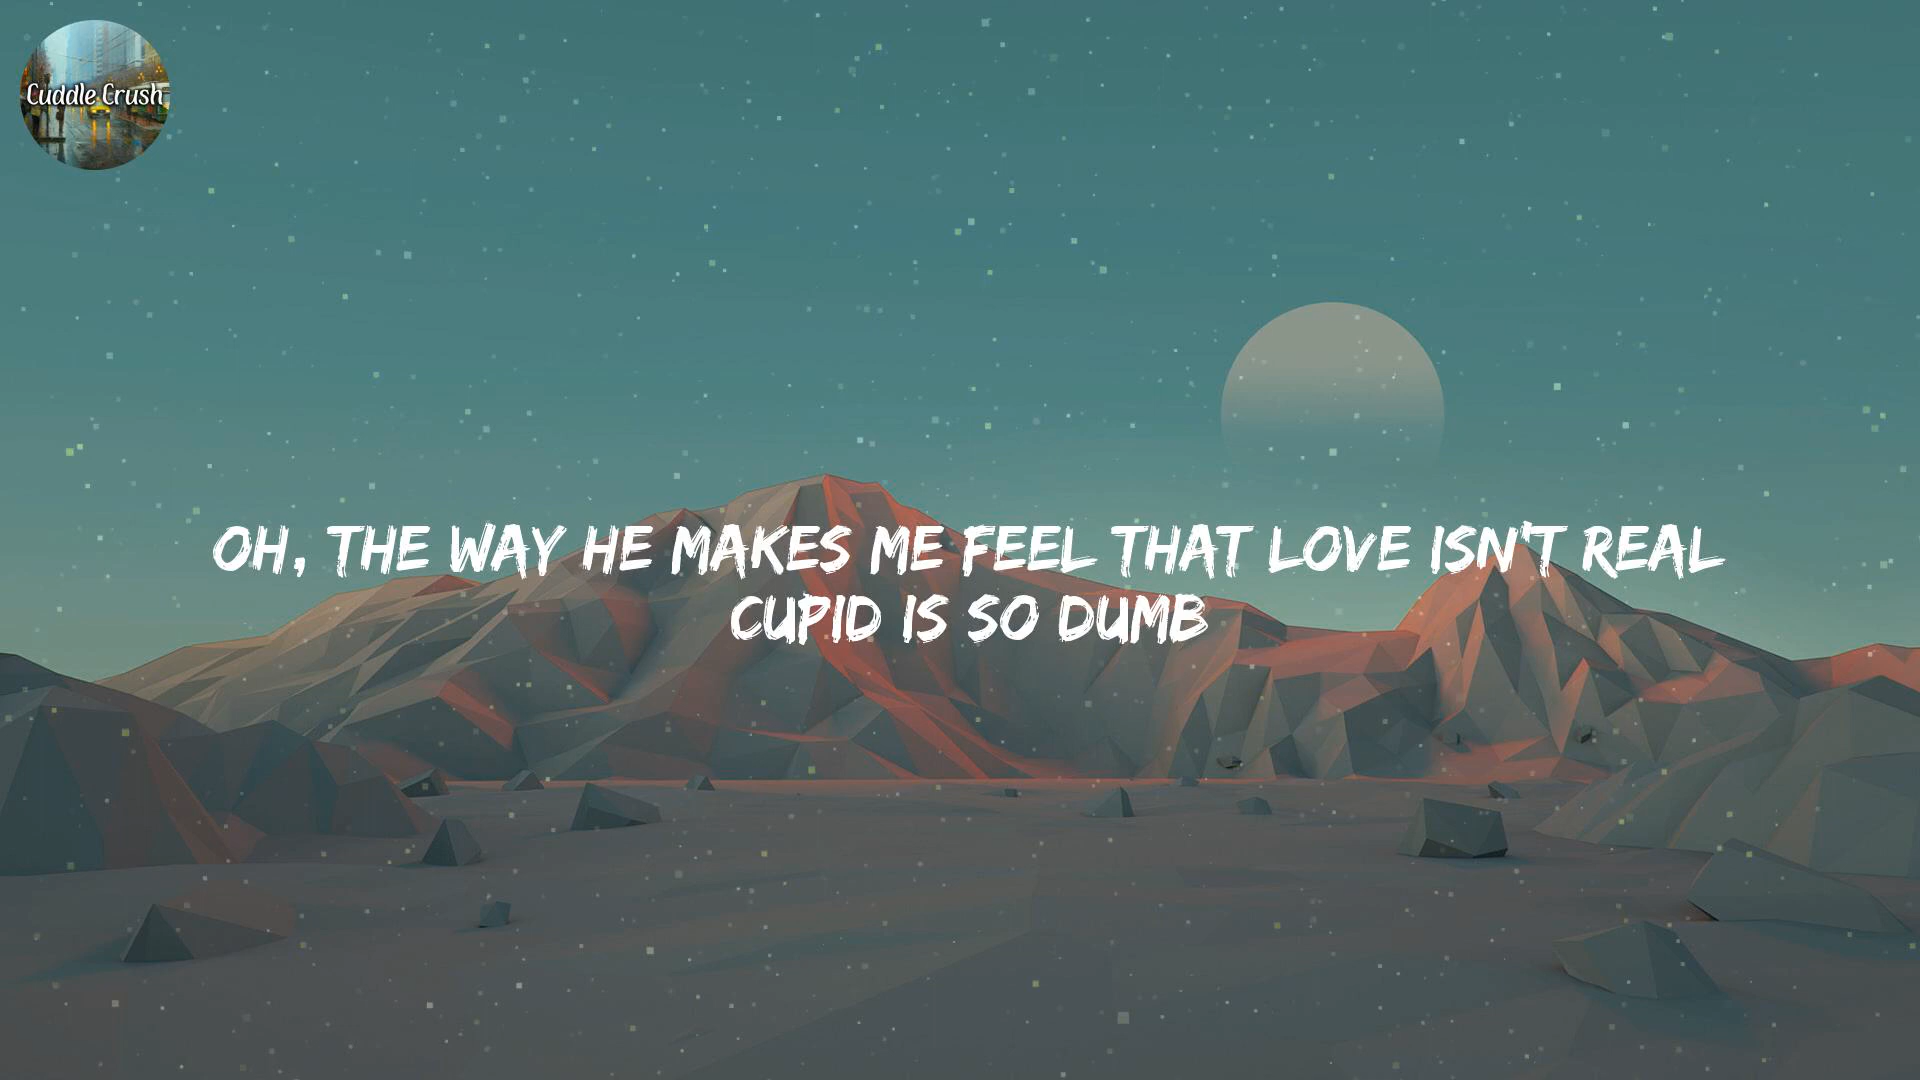 Cuddle Crush
OH, THE WAY HE MAKES ME FEEL THAT LOVE ISN'T REAL
CUPID IS SO DUMB